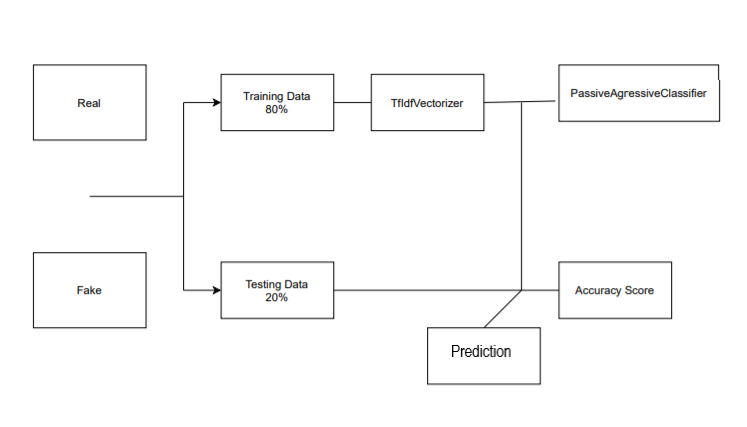 Real
Training Data
80%
TfIdfVectorizer
PassiveAgressiveClassifier
Fake
Testing Data
20%
Accuracy Score
Prediction